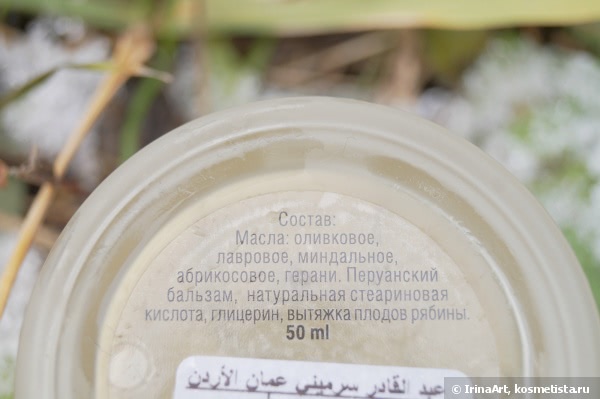 Состав:
Масла: оливковое,
лавровое, миндальное,
абрикосовое, герани. Перуанский
бальзам, натуральная стеариновая
кислота, глицерин, вытяжка плодов рябины.
50 ml
عبد القادر سرميني عمان الأردن
© IrinaArt, kosmetista.ru